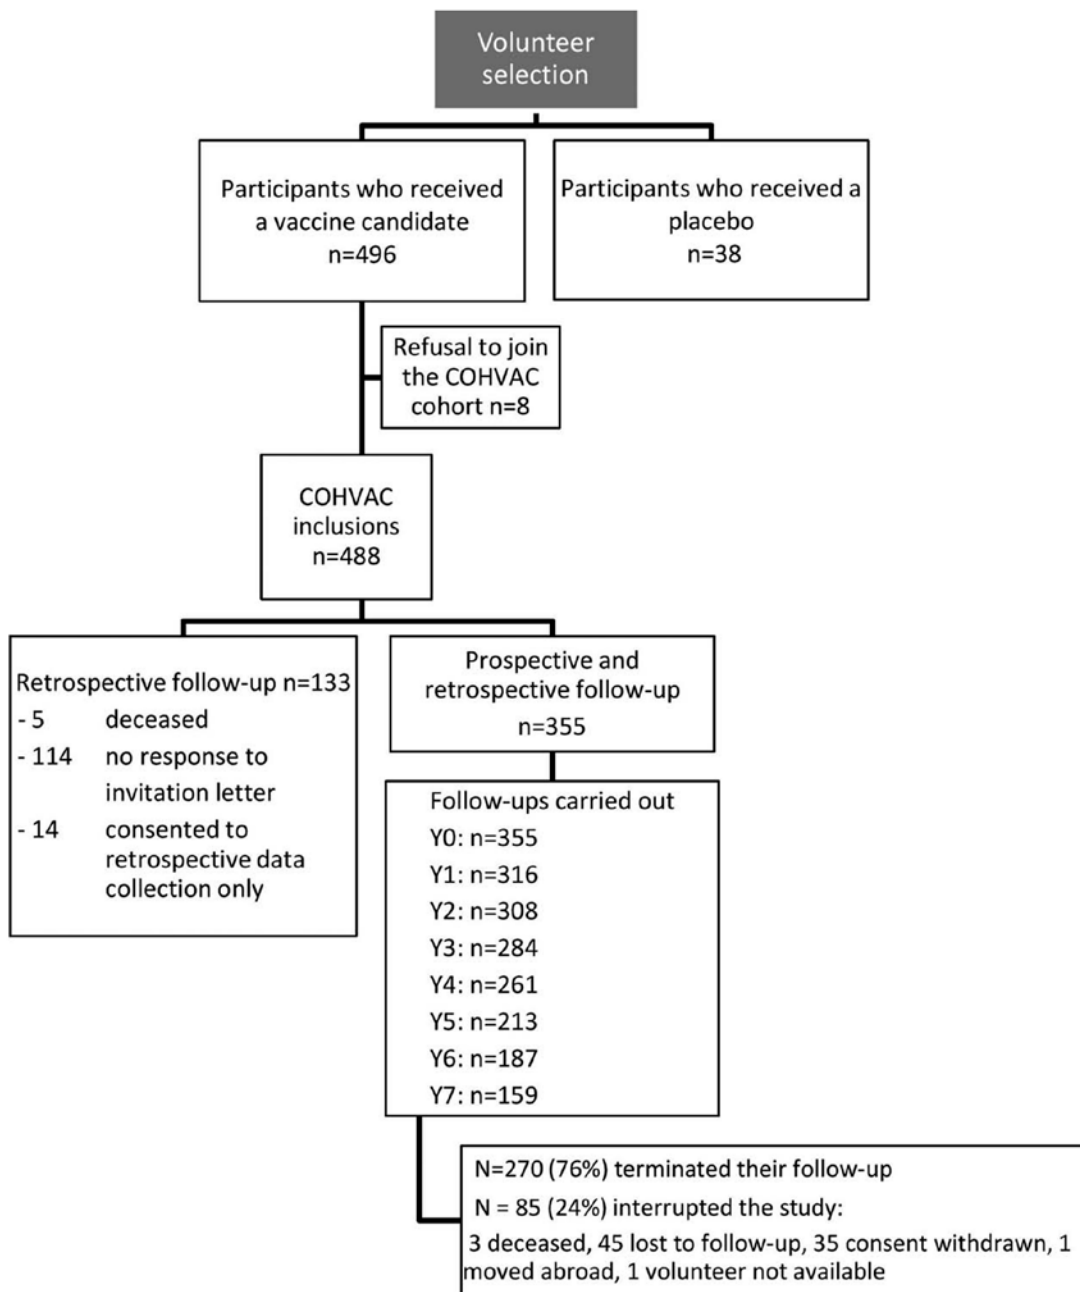 Volunteer
selection
Participants who received
a vaccine candidate
n=496
Participants who received a
placebo
n=38
Refusal to join
the COHVAC
cohort n=8
COHVAC
inclusions
n=488
Retrospective follow-up n=133
- 5 deceased
- 114 no response to
invitation letter
- 14 consented to
retrospective data
collection only
Prospective and
retrospective follow-up
n=355
Follow-ups carried out
Y0: n=355
Y1: n=316
Y2: n=308
Y3: n=284
Y4: n=261
Y5: n=213
Y6: n=187
Y7: n=159
N=270 (76%) terminated their follow-up
N = 85 (24%) interrupted the study:
3 deceased, 45 lost to follow-up, 35 consent withdrawn, 1
moved abroad, 1 volunteer not available